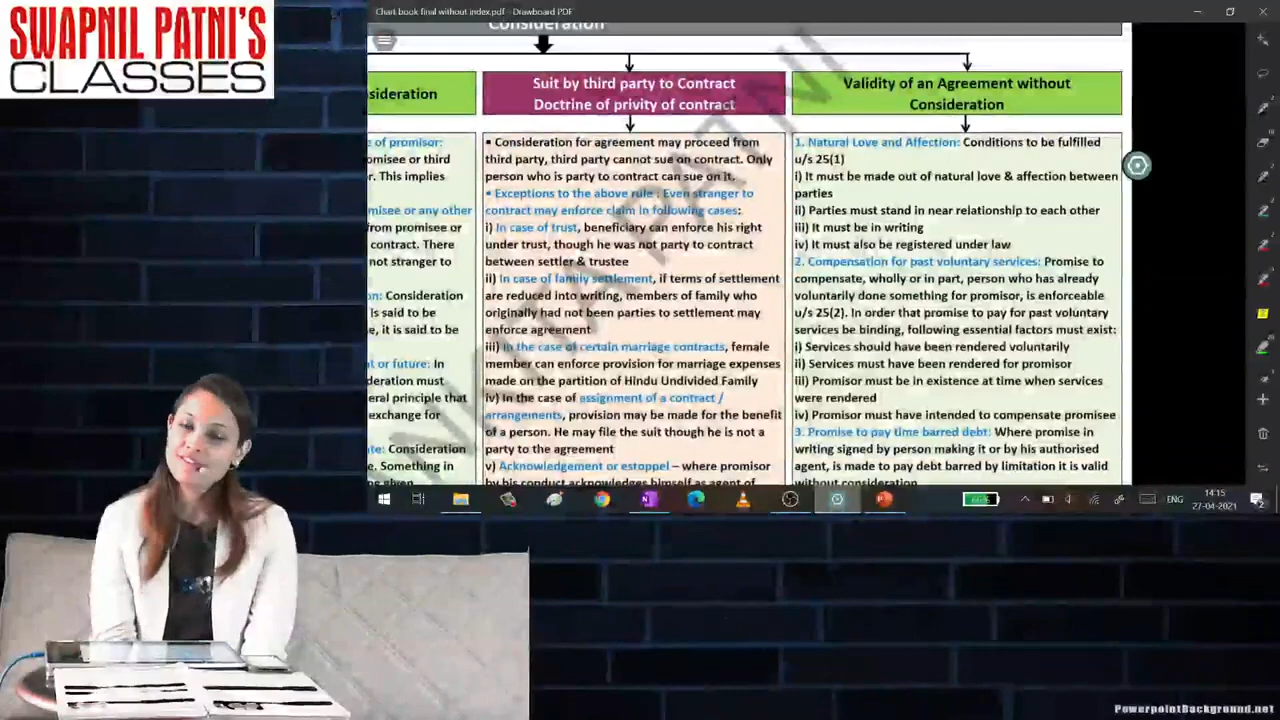 SWAPNIL PATNI'S
CLASSES
Chart book final without index.pdf - Drawboard PDF
Consideration
sideration
e of promisor:
omisee or third
r. This implies
misee or any other
from promisee or
contract. There
not stranger to
on: Consideration
is said to be
e, it is said to be
nt or future: In
deration must
eral principle that
exchange for
ate: Consideration
e. Something in
Suit by third party to Contract
Doctrine of privity of contract
▪ Consideration for agreement may proceed from
third party, third party cannot sue on contract. Only
person who is party to contract can sue on it.
▪ Exceptions to the above rule : Even stranger to
contract may enforce claim in following cases:
i) In case of trust, beneficiary can enforce his right
under trust, though he was not party to contract
between settler & trustee
ii) In case of family settlement, if terms of settlement
are reduced into writing, members of family who
originally had not been parties to settlement may
enforce agreement
iii) In the case of certain marriage contracts, female
member can enforce provision for marriage expenses
made on the partition of Hindu Undivided Family
iv) In the case of assignment of a contract /
arrangements, provision may be made for the benefit
of a person. He may file the suit though he is not a
party to the agreement
v) Acknowledgement or estoppel – where promisor
by his conduct acknowledges himself as agent of
Validity of an Agreement without
Consideration
1. Natural Love and Affection: Conditions to be fulfilled
u/s 25(1)
i) It must be made out of natural love & affection between
parties
ii) Parties must stand in near relationship to each other
iii) It must be in writing
iv) It must also be registered under law
2. Compensation for past voluntary services: Promise to
compensate, wholly or in part, person who has already
voluntarily done something for promisor, is enforceable
u/s 25(2). In order that promise to pay for past voluntary
services be binding, following essential factors must exist:
i) Services should have been rendered voluntarily
ii) Services must have been rendered for promisor
iii) Promisor must be in existence at time when services
were rendered
iv) Promisor must have intended to compensate promisee
3. Promise to pay time barred debt: Where promise in
writing signed by person making it or by his authorised
agent, is made to pay debt barred by limitation it is valid
without consideration
ENG
14:15
27-04-2021
PowerpointBackground.net